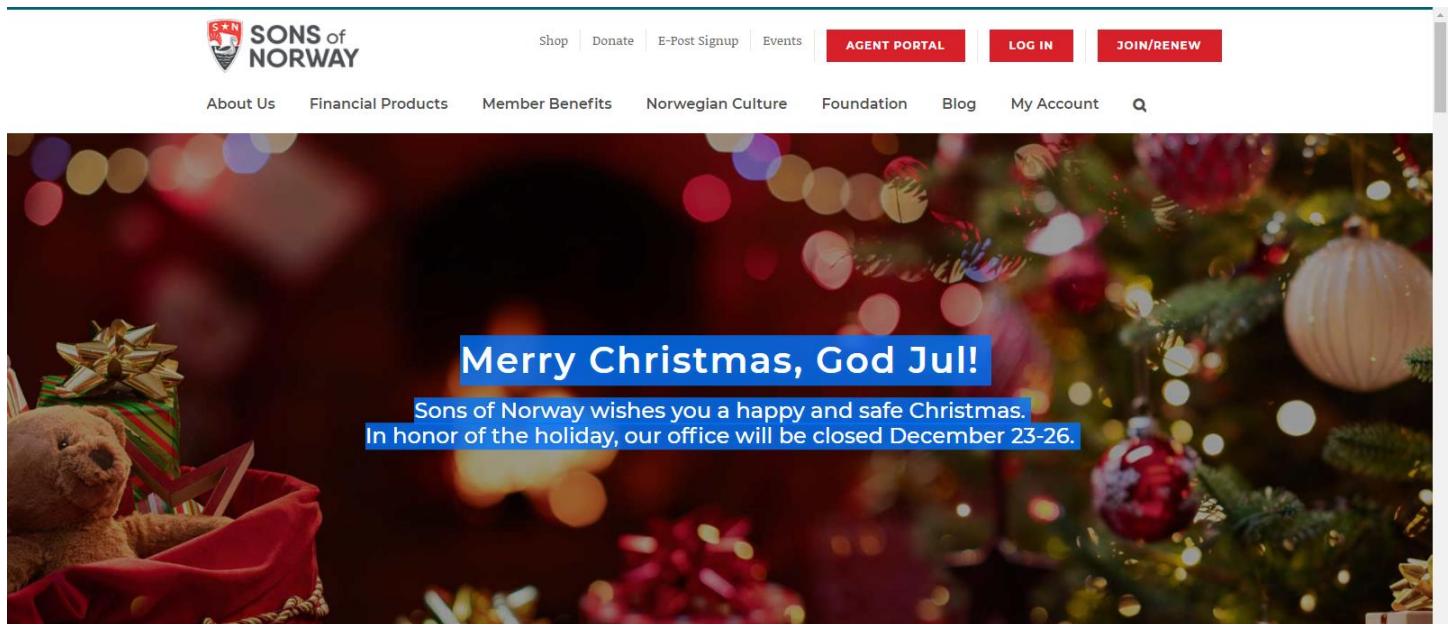 S★N
SONS of
NORWAY
Shop
Donate
E-Post Signup
Events
AGENT PORTAL
LOG IN
JOIN/RENEW
About Us
Financial Products
Member Benefits
Norwegian Culture
Foundation
Blog
My Account
Merry Christmas, God Jul!
Sons of Norway wishes you a happy and safe Christmas.
In honor of the holiday, our office will be closed December 23-26.